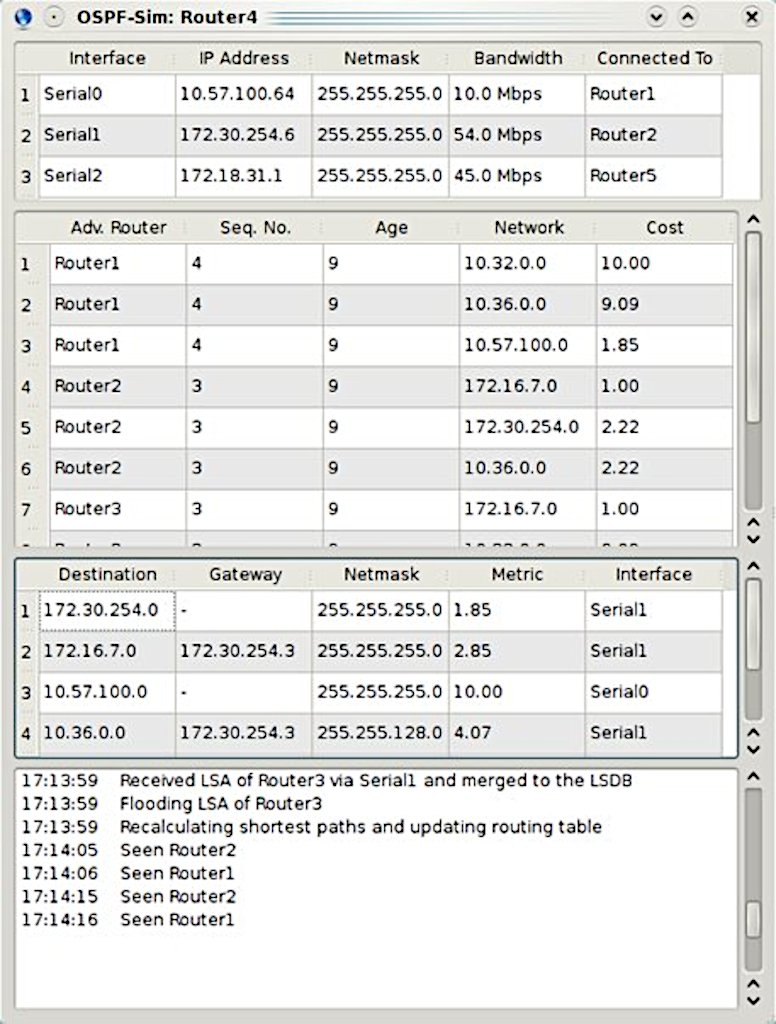 OSPF-Sim: Router4
Interface IP Address Netmask Bandwidth Connected To
1 Serial0 10.57.100.64 255.255.255.0 10.0 Mbps Router1
2 Serial1 172.30.254.6 255.255.255.0 54.0 Mbps Router2
3 Serial2 172.18.31.1 255.255.255.0 45.0 Mbps Router5
Adv. Router Seq. No. Age Network Cost
1 Router1 4 9 10.32.0.0 10.00
2 Router1 4 9 10.36.0.0 9.09
3 Router1 4 9 10.57.100.0 1.85
4 Router2 3 9 172.16.7.0 1.00
5 Router2 3 9 172.30.254.0 2.22
6 Router2 3 9 10.36.0.0 2.22
7 Router3 3 9 172.16.7.0 1.00
Destination Gateway Netmask Metric Interface
1 172.30.254.0 - 255.255.255.0 1.85 Serial1
2 172.16.7.0 172.30.254.3 255.255.255.0 2.85 Serial1
3 10.57.100.0 - 255.255.255.0 10.00 Serial0
4 10.36.0.0 172.30.254.3 255.255.128.0 4.07 Serial1
17:13:59 Received LSA of Router3 via Serial1 and merged to the LSDB
17:13:59 Flooding LSA of Router3
17:13:59 Recalculating shortest paths and updating routing table
17:14:05 Seen Router2
17:14:06 Seen Router1
17:14:15 Seen Router2
17:14:16 Seen Router1